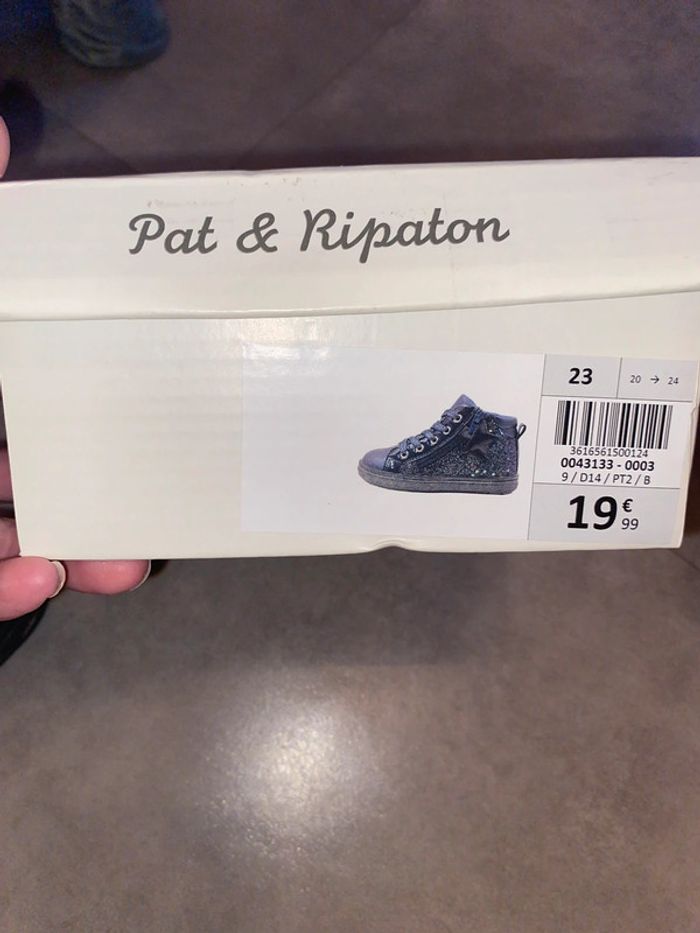 Pat & Ripaton
23
20 → 24
3616561500124
0043133 - 0003
9 / D14 / PT2 / B
19€99